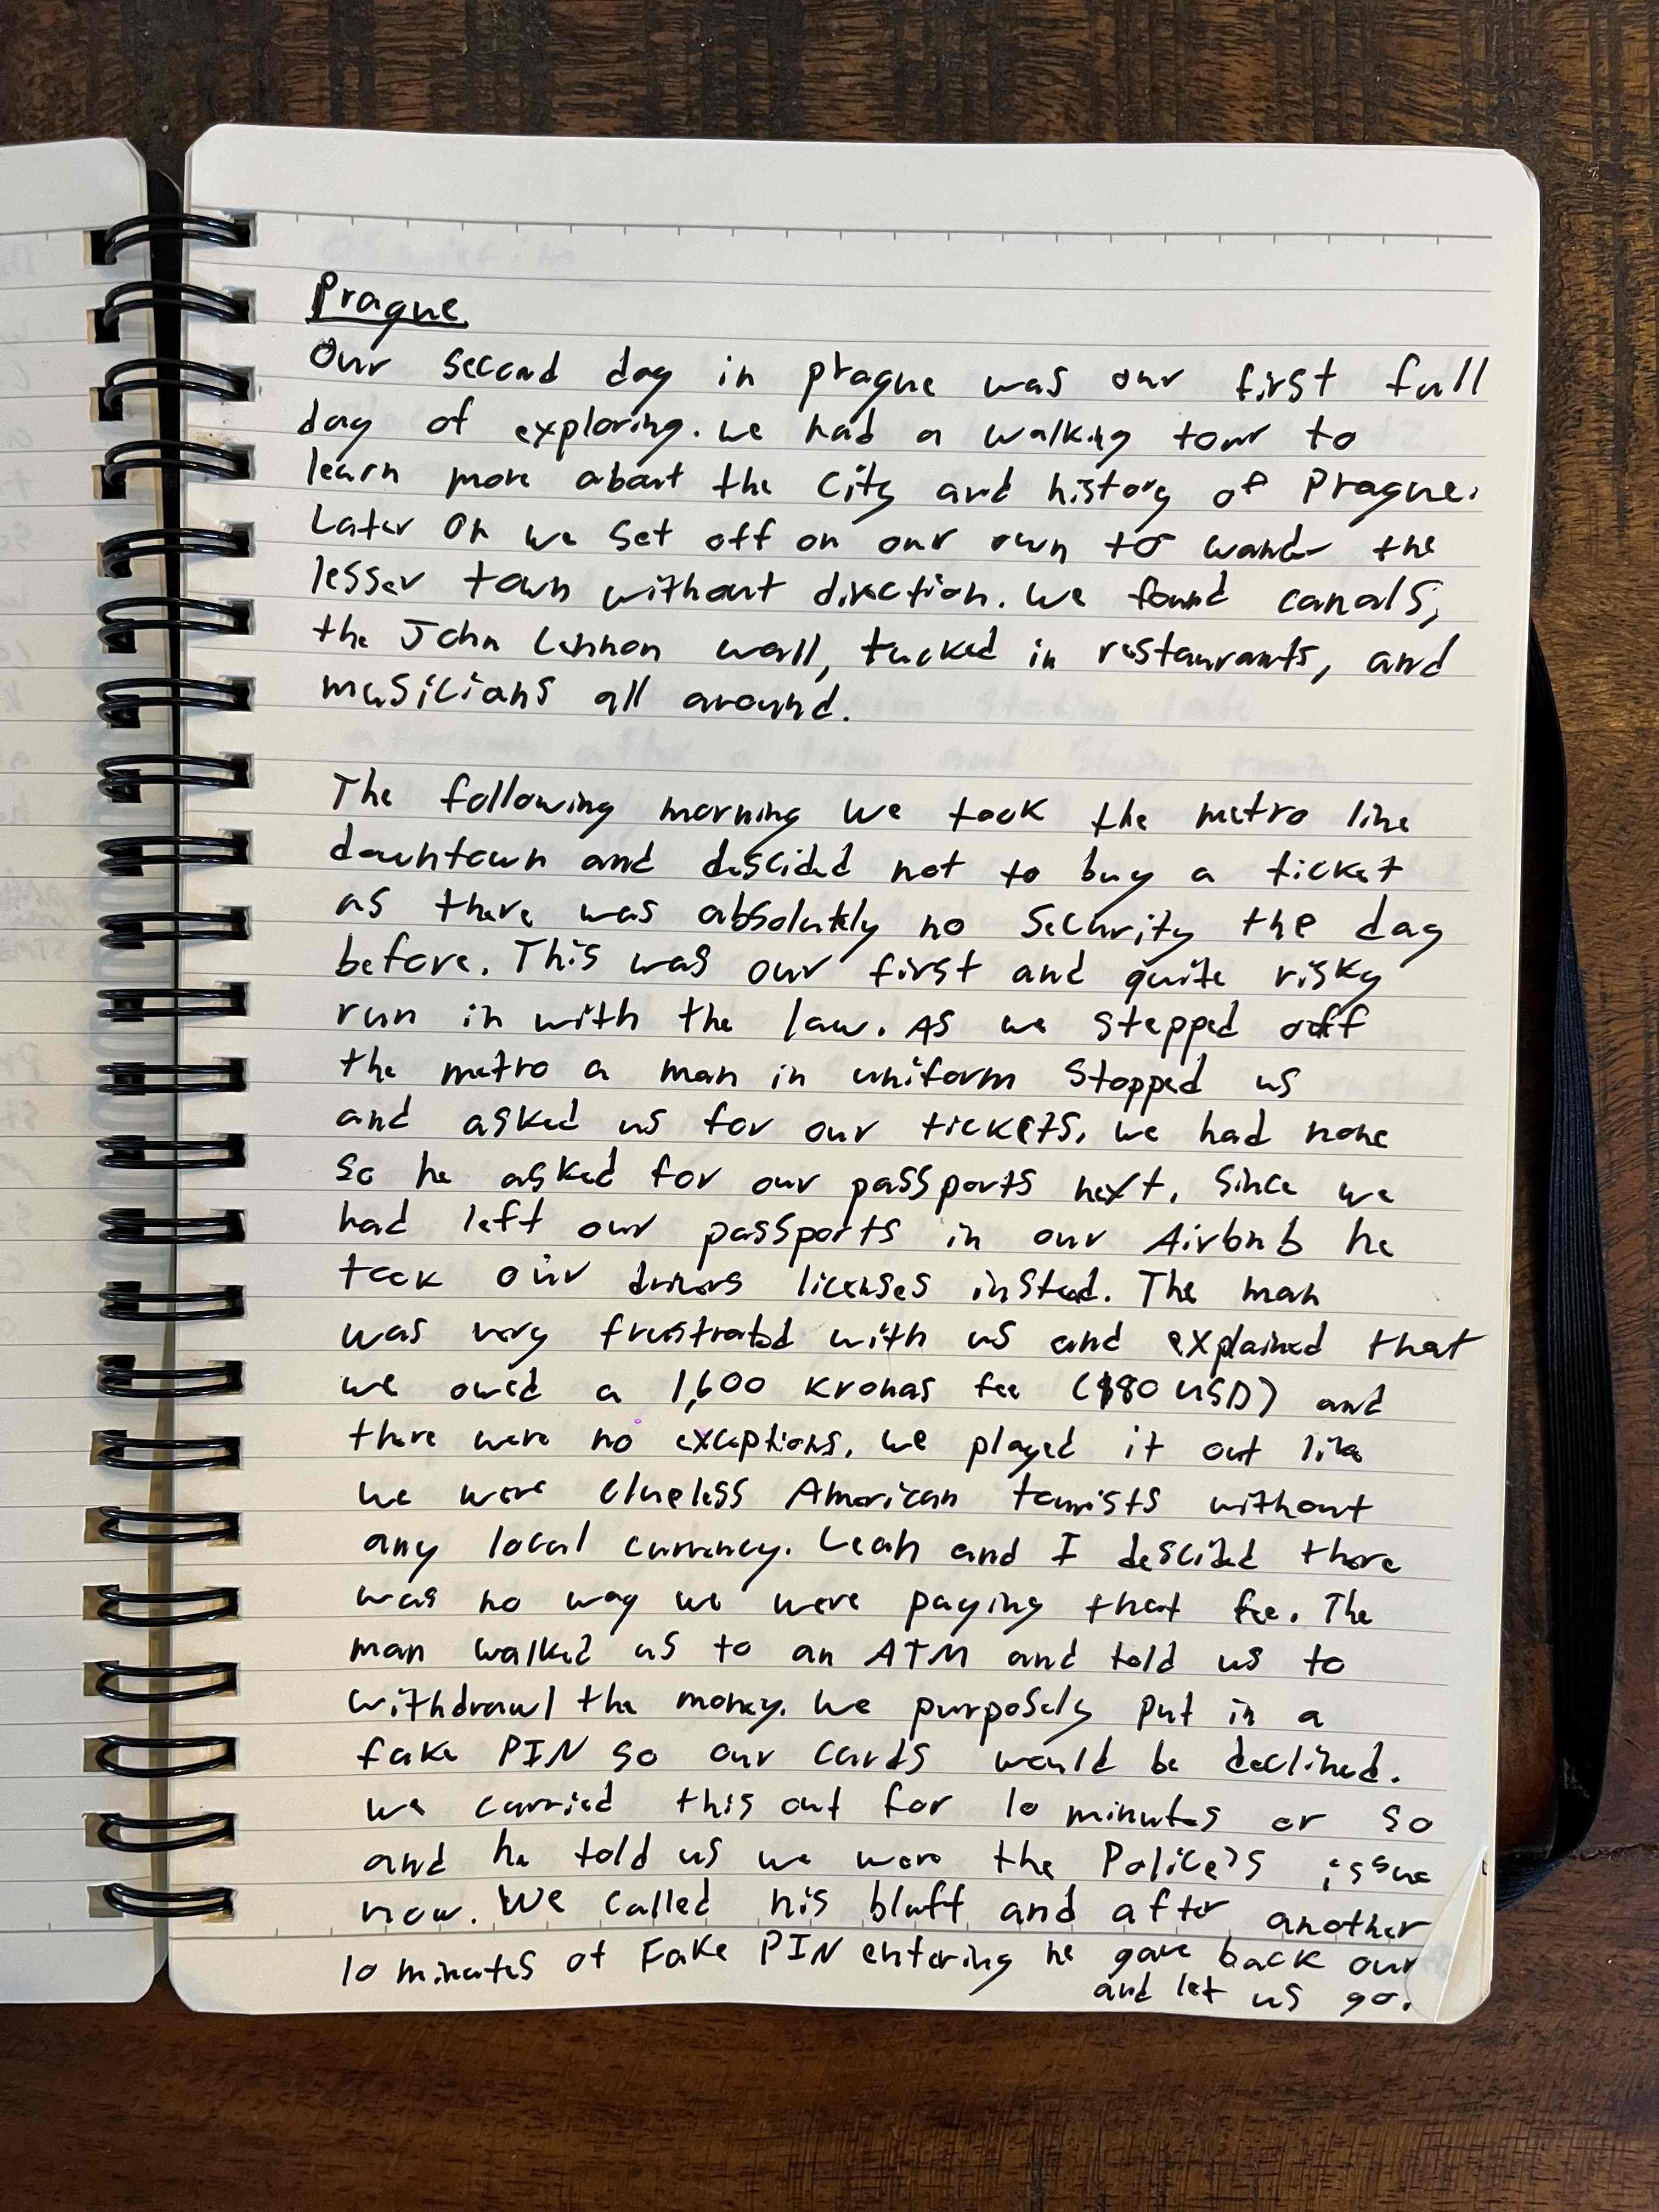 Prague
Our second day in prague was our first full
day of exploring. we had a walking tour to
learn more about the city and history of Prague.
Later on we set off on our own to wander the
lesser town without direction. We found canals,
the John Lennon wall, tucked in restaurants, and
musicians all around.
The following morning we took the metro line
downtown and descided not to buy a ticket
as there was absolutely no security the day
before. This was our first and quite risky
run in with the law. As we stepped off
the metro a man in uniform stopped us
and asked us for our tickets. we had none
so he asked for our passports next. Since we
had left our passports in our Airbnb he
took our drivers licenses instead. The man
was very frustrated with us and explained that
we owed a 1,600 kronas fee ($80 USD) and
there were no exceptions. we played it out like
we were clueless American tourists without
any local currency. Leah and I descided there
was no way we were paying that fee. The
man walked us to an ATM and told us to
withdrawl the money. We purposely put in a
fake PIN so our cards would be declined.
we carried this out for 10 minutes or so
and he told us we were the Police's issue
now. We called his bluff and after another
10 minutes of Fake PIN entering he gave back our
and let us go.